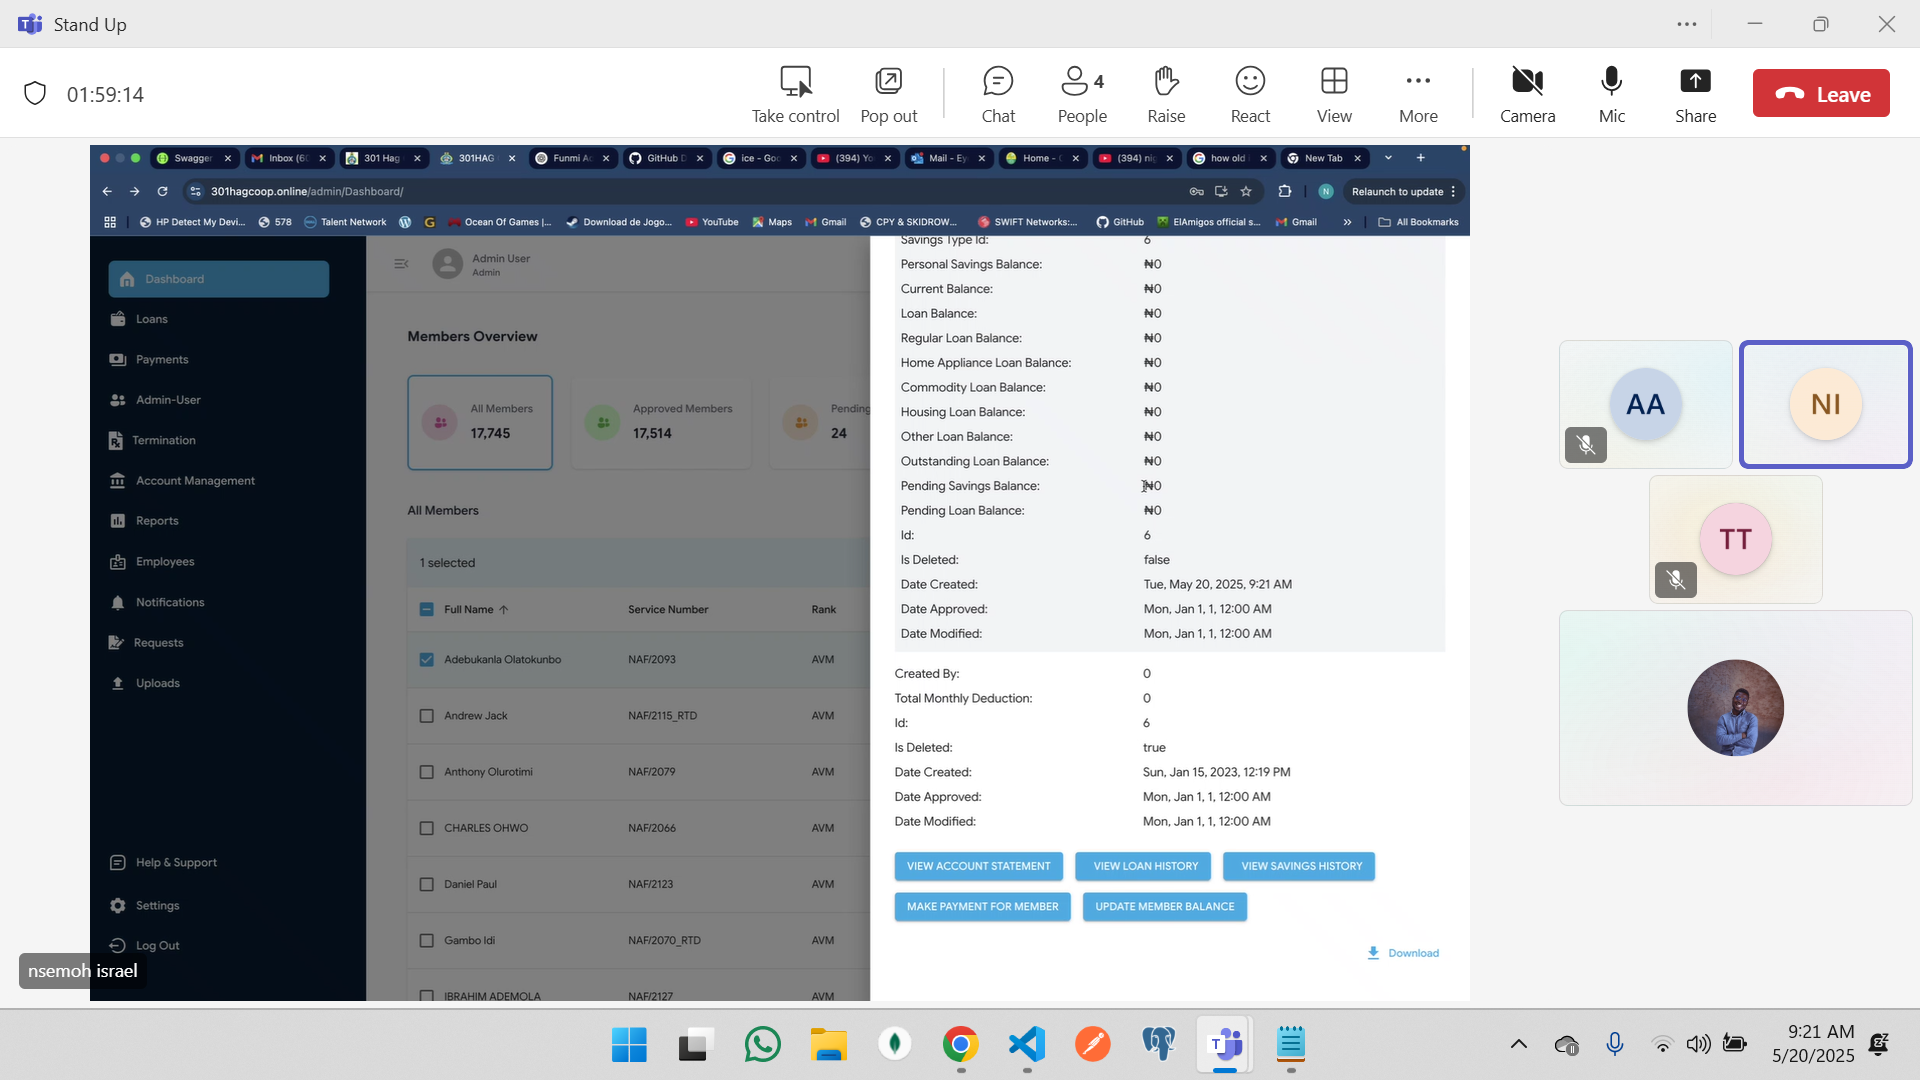 Stand Up
01:59:14
Take control
Pop out
Chat
4
People
Raise
React
View
More
Camera
Mic
Share
Leave
Swagger
Inbox (6
301 Hag
301HAG
Funmi A
GitHub D
ice - Goo
(394) Yo
Mail - Ey
Home - (
(394) ni
how old
New Tab
301hagcoop.online/admin/Dashboard/
N
Relaunch to update
HP Detect My Devi...
578
Talent Network
Ocean Of Games |...
Download de Jogo...
YouTube
Maps
Gmail
CPY & SKIDROW...
SWIFT Networks:...
GitHub
ElAmigos official s...
Gmail
All Bookmarks
Dashboard
Loans
Payments
Admin-User
Termination
Account Management
Reports
Employees
Notifications
Requests
Uploads
Help & Support
Settings
Log Out
nsemoh israel
Admin User
Admin
Members Overview
All Members
17,745
Approved Members
17,514
Pending
24
All Members
1 selected
Full Name Service Number Rank
Adebukanla Olatokunbo NAF/2093 AVM
Andrew Jack NAF/2115_RTD AVM
Anthony Olurotimi NAF/2079 AVM
CHARLES OHWO NAF/2066 AVM
Daniel Paul NAF/2123 AVM
Gambo Idi NAF/2070_RTD AVM
IBRAHIM ADEMOLA NAF/2127 AVM
Savings Type Id: 6
Personal Savings Balance: ₦0
Current Balance: ₦0
Loan Balance: ₦0
Regular Loan Balance: ₦0
Home Appliance Loan Balance: ₦0
Commodity Loan Balance: ₦0
Housing Loan Balance: ₦0
Other Loan Balance: ₦0
Outstanding Loan Balance: ₦0
Pending Savings Balance: ₦0
Pending Loan Balance: ₦0
Id: 6
Is Deleted: false
Date Created: Tue, May 20, 2025, 9:21 AM
Date Approved: Mon, Jan 1, 1, 12:00 AM
Date Modified: Mon, Jan 1, 1, 12:00 AM
Created By: 0
Total Monthly Deduction: 0
Id: 6
Is Deleted: true
Date Created: Sun, Jan 15, 2023, 12:19 PM
Date Approved: Mon, Jan 1, 1, 12:00 AM
Date Modified: Mon, Jan 1, 1, 12:00 AM
VIEW ACCOUNT STATEMENT
VIEW LOAN HISTORY
VIEW SAVINGS HISTORY
MAKE PAYMENT FOR MEMBER
UPDATE MEMBER BALANCE
Download
AA
NI
TT
9:21 AM
5/20/2025